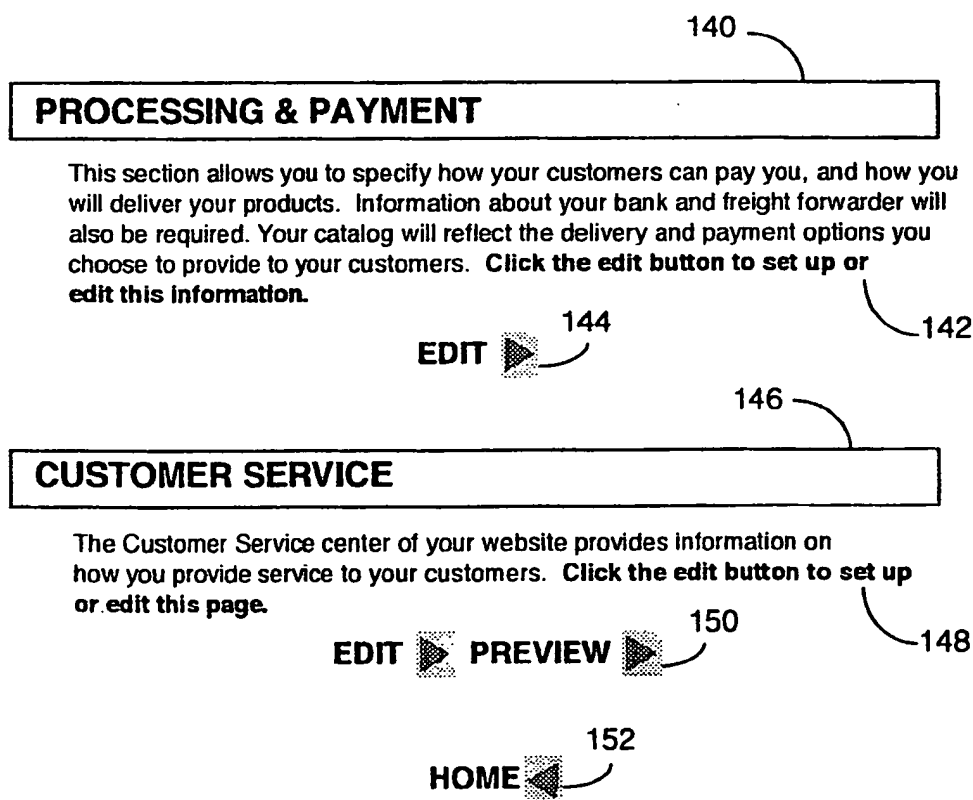 140
PROCESSING & PAYMENT
This section allows you to specify how your customers can pay you, and how you
will deliver your products. Information about your bank and freight forwarder will
also be required. Your catalog will reflect the delivery and payment options you
choose to provide to your customers. Click the edit button to set up or
edit this information.
142
144
EDIT
146
CUSTOMER SERVICE
The Customer Service center of your website provides information on
how you provide service to your customers. Click the edit button to set up
or edit this page.
148
150
EDIT PREVIEW
152
HOME